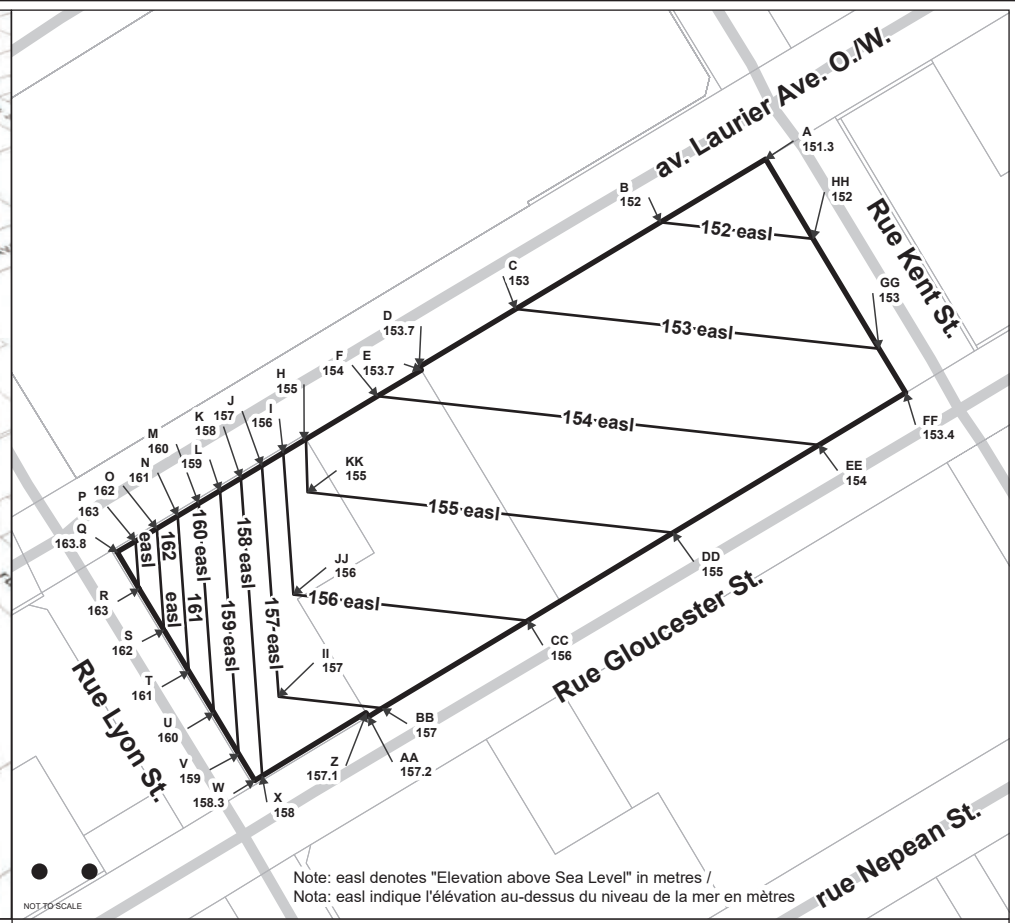 av. Laurier Ave. O./W.
A
151.3
HH
152
B
152
152 easl
Rue Kent St.
C
153
GG
153
153 easl
D
153.7
F
154
E
153.7
H
155
154 easl
FF
153.4
J
157
I
156
K
158
L
159
M
160
N
161
O
162
P
163
Q
163.8
KK
155
EE
154
155 easl
easl
162
easl
160 easl
161
158 easl
159 easl
157 easl
JJ
156
156 easl
DD
155
R
163
S
162
T
161
U
160
V
159
W
158.3
X
158
II
157
CC
156
Rue Gloucester St.
BB
157
AA
157.2
Z
157.1
Rue Lyon St.
rue Nepean St.
NOT TO SCALE
Note: easl denotes "Elevation above Sea Level" in metres /
Nota: easl indique l'élévation au-dessus du niveau de la mer en mètres